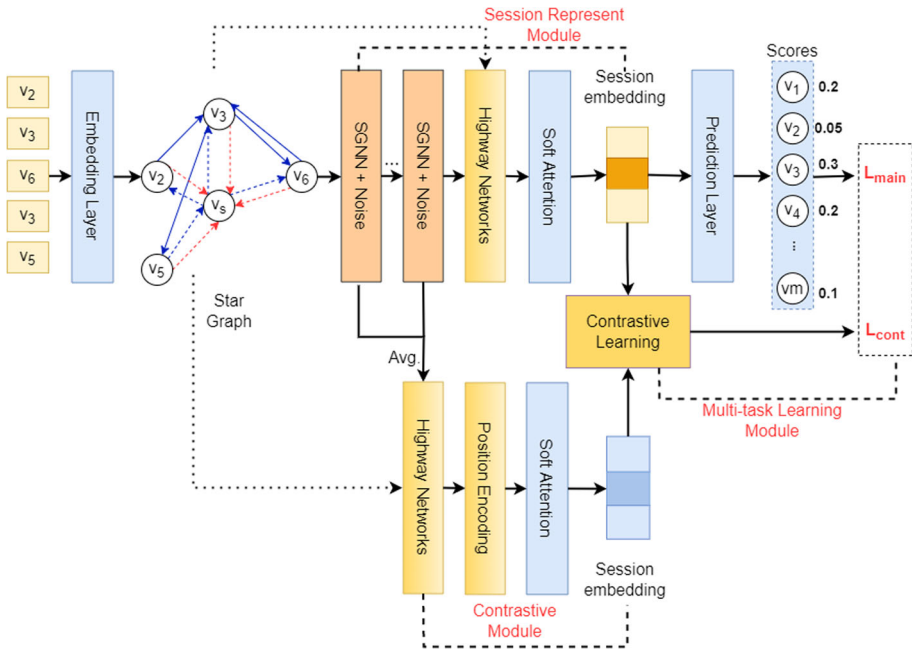 Session Represent
Module
Scores
v2
v3
v6
v3
v5
Embedding Layer
v3
v2
v6
vs
v5
Star
Graph
SGNN + Noise
...
SGNN + Noise
Highway Networks
Soft Attention
Session
embedding
Prediction Layer
v1 0.2
v2 0.05
v3 0.3
v4 0.2
...
vm 0.1
Lmain
Lcont
Contrastive
Learning
Avg.
Multi-task Learning
Module
Highway Networks
Position Encoding
Soft Attention
Session
embedding
Contrastive
Module